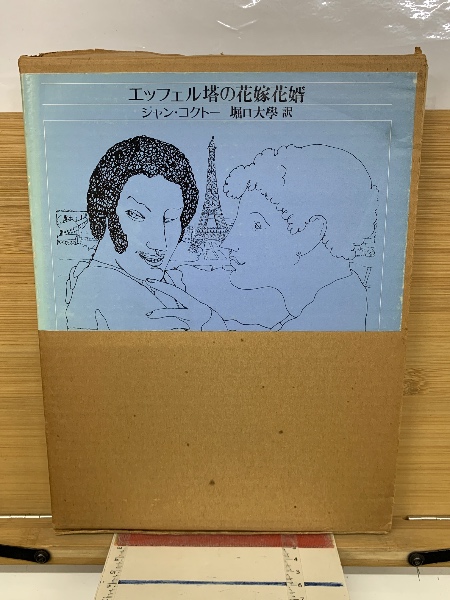 エッフェル塔の花嫁花婿
ジャン・コクトー 堀口大學 訳